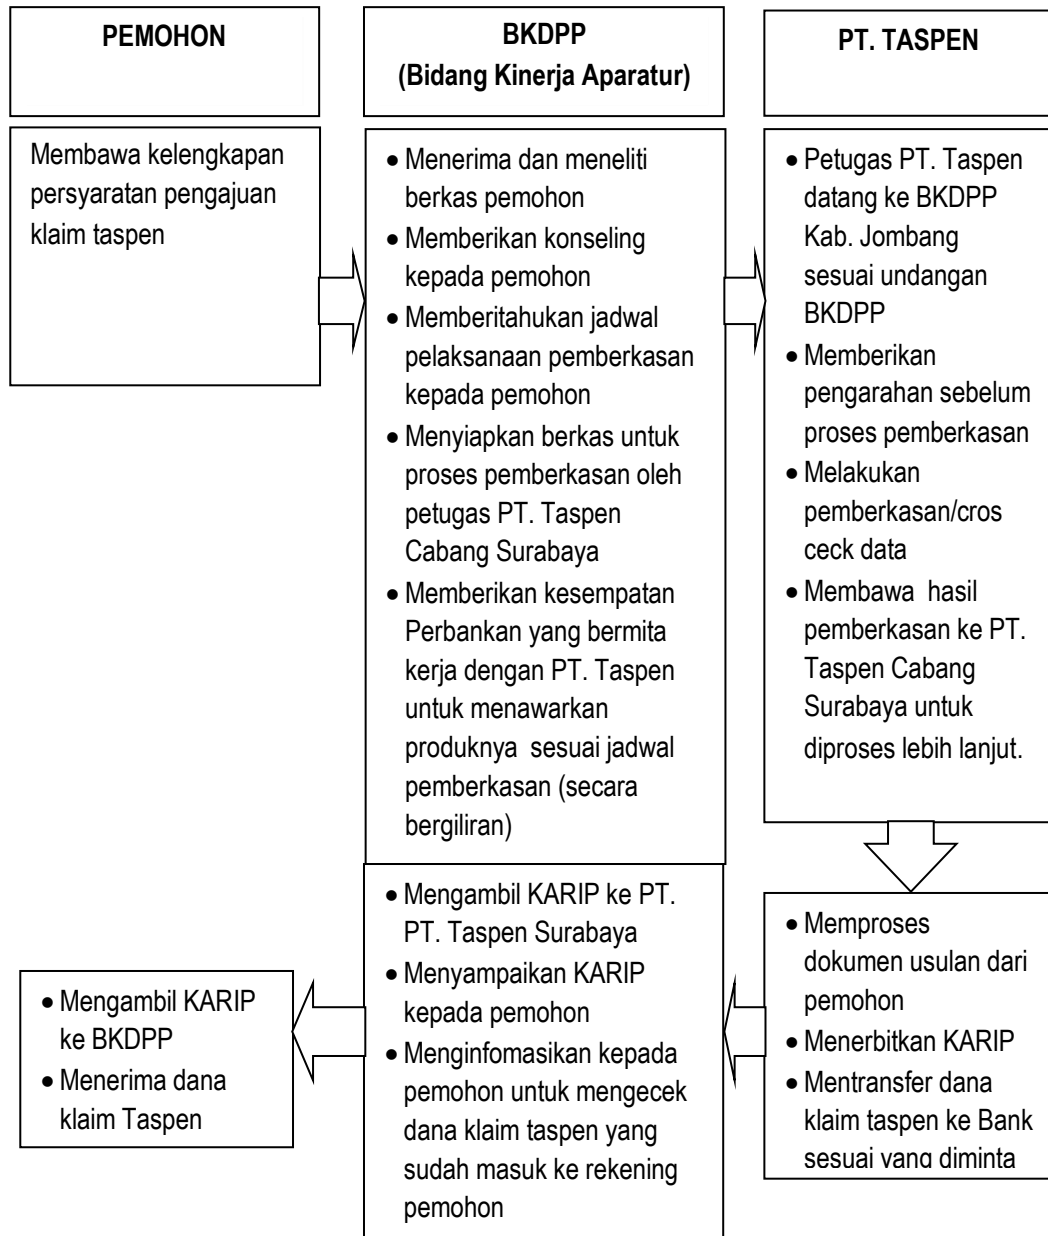 PEMOHON
BKDPP
(Bidang Kinerja Aparatur)
PT. TASPEN
Membawa kelengkapan
persyaratan pengajuan
klaim taspen
• Menerima dan meneliti
berkas pemohon
• Memberikan konseling
kepada pemohon
• Memberitahukan jadwal
pelaksanaan pemberkasan
kepada pemohon
• Menyiapkan berkas untuk
proses pemberkasan oleh
petugas PT. Taspen
Cabang Surabaya
• Memberikan kesempatan
Perbankan yang bermita
kerja dengan PT. Taspen
untuk menawarkan
produknya sesuai jadwal
pemberkasan (secara
bergiliran)
• Petugas PT. Taspen
datang ke BKDPP
Kab. Jombang
sesuai undangan
BKDPP
• Memberikan
pengarahan sebelum
proses pemberkasan
• Melakukan
pemberkasan/cros
ceck data
• Membawa hasil
pemberkasan ke PT.
Taspen Cabang
Surabaya untuk
diproses lebih lanjut.
• Memproses
dokumen usulan dari
pemohon
• Menerbitkan KARIP
• Mentransfer dana
klaim taspen ke Bank
sesuai yang diminta
• Mengambil KARIP ke PT.
PT. Taspen Surabaya
• Menyampaikan KARIP
kepada pemohon
• Menginfomasikan kepada
pemohon untuk mengecek
dana klaim taspen yang
sudah masuk ke rekening
pemohon
• Mengambil KARIP
ke BKDPP
• Menerima dana
klaim Taspen